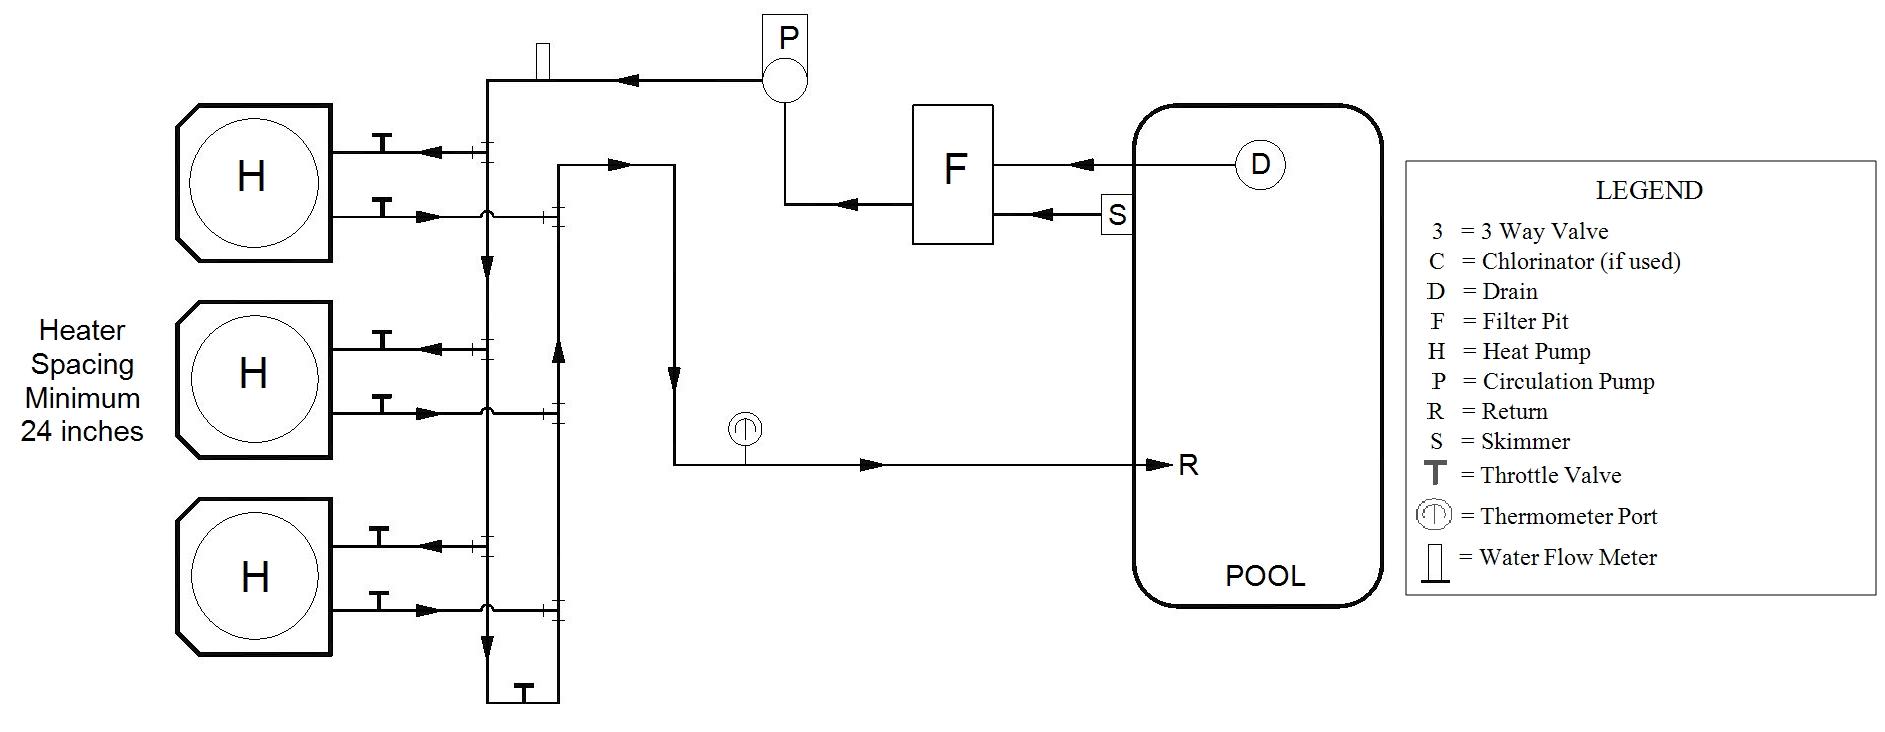 P
H
F
D
S
H
Heater
Spacing
Minimum
24 inches
R
H
POOL
LEGEND
3 = 3 Way Valve
C = Chlorinator (if used)
D = Drain
F = Filter Pit
H = Heat Pump
P = Circulation Pump
R = Return
S = Skimmer
T = Throttle Valve
= Thermometer Port
= Water Flow Meter